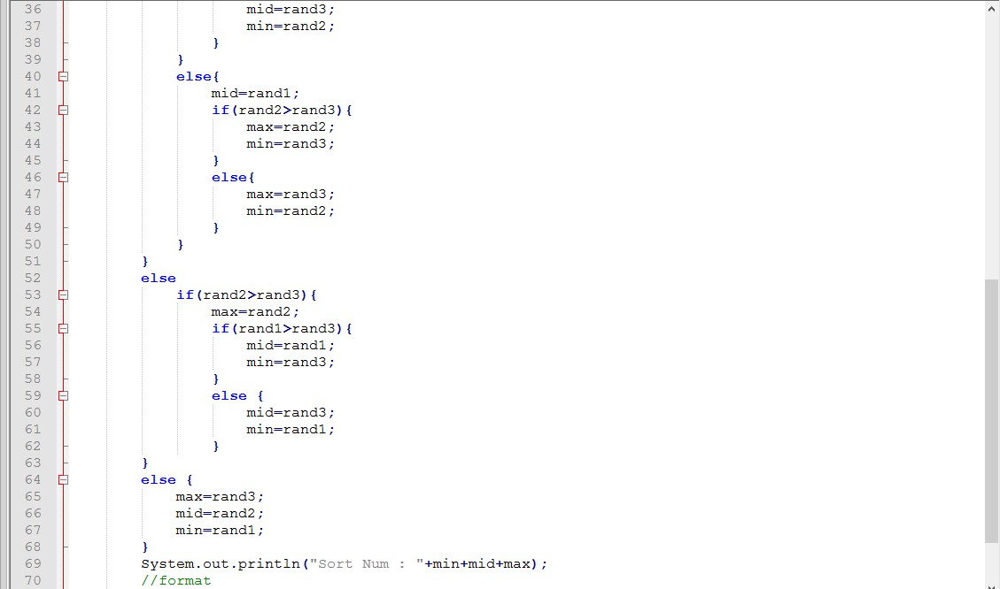 36 mid=rand3;
37 min=rand2;
38 }
39 }
40 else{
41 mid=rand1;
42 if(rand2>rand3){
43 max=rand2;
44 min=rand3;
45 }
46 else{
47 max=rand3;
48 min=rand2;
49 }
50 }
51 }
52 else
53 if(rand2>rand3){
54 max=rand2;
55 if(rand1>rand3){
56 mid=rand1;
57 min=rand3;
58 }
59 else {
60 mid=rand3;
61 min=rand1;
62 }
63 }
64 else {
65 max=rand3;
66 mid=rand2;
67 min=rand1;
68 }
69 System.out.println("Sort Num : "+min+mid+max);
70 //format